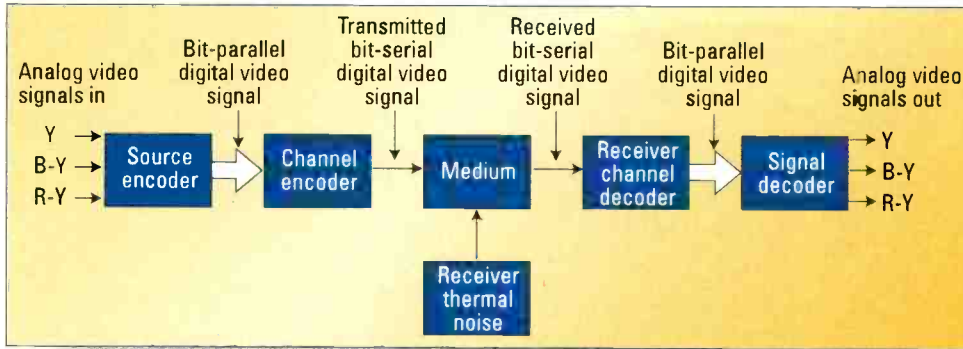 Analog video
signals in
Y
B-Y
R-Y
Source
encoder
Bit-parallel
digital video
signal
Channel
encoder
Transmitted
bit-serial
digital video
signal
Medium
Receiver
thermal
noise
Received
bit-serial
digital video
signal
Receiver
channel
decoder
Bit-parallel
digital video
signal
Signal
decoder
Analog video
signals out
Y
B-Y
R-Y